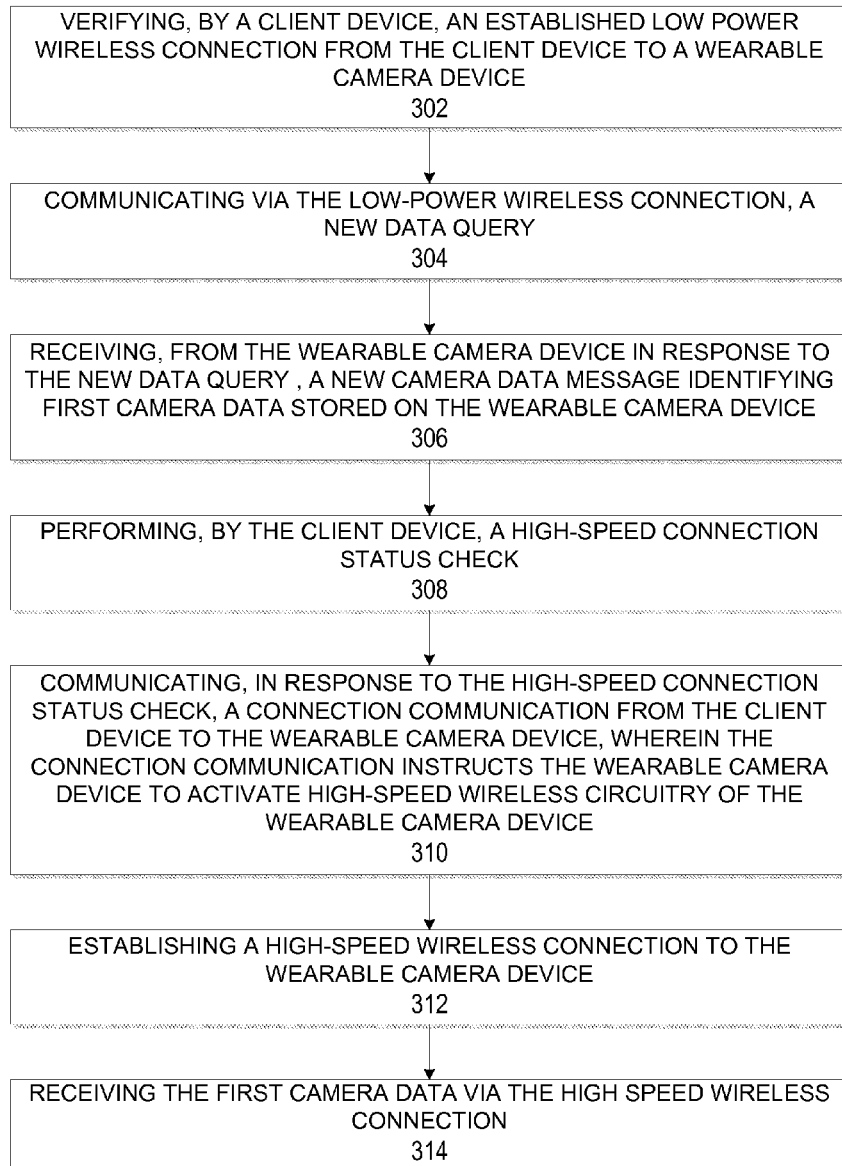 VERIFYING, BY A CLIENT DEVICE, AN ESTABLISHED LOW POWER
WIRELESS CONNECTION FROM THE CLIENT DEVICE TO A WEARABLE
CAMERA DEVICE
302
COMMUNICATING VIA THE LOW-POWER WIRELESS CONNECTION, A
NEW DATA QUERY
304
RECEIVING, FROM THE WEARABLE CAMERA DEVICE IN RESPONSE TO
THE NEW DATA QUERY , A NEW CAMERA DATA MESSAGE IDENTIFYING
FIRST CAMERA DATA STORED ON THE WEARABLE CAMERA DEVICE
306
PERFORMING, BY THE CLIENT DEVICE, A HIGH-SPEED CONNECTION
STATUS CHECK
308
COMMUNICATING, IN RESPONSE TO THE HIGH-SPEED CONNECTION
STATUS CHECK, A CONNECTION COMMUNICATION FROM THE CLIENT
DEVICE TO THE WEARABLE CAMERA DEVICE, WHEREIN THE
CONNECTION COMMUNICATION INSTRUCTS THE WEARABLE CAMERA
DEVICE TO ACTIVATE HIGH-SPEED WIRELESS CIRCUITRY OF THE
WEARABLE CAMERA DEVICE
310
ESTABLISHING A HIGH-SPEED WIRELESS CONNECTION TO THE
WEARABLE CAMERA DEVICE
312
RECEIVING THE FIRST CAMERA DATA VIA THE HIGH SPEED WIRELESS
CONNECTION
314